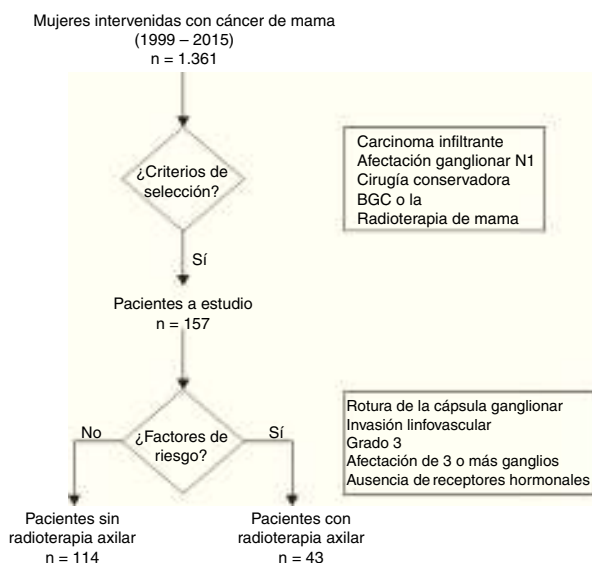 Mujeres intervenidas con cáncer de mama
(1999 – 2015)
n = 1.361
¿Criterios de
selección?
Carcinoma infiltrante
Afectación ganglionar N1
Cirugía conservadora
BGC o la
Radioterapia de mama
Sí
Pacientes a estudio
n = 157
¿Factores de
riesgo?
No
Sí
Rotura de la cápsula ganglionar
Invasión linfovascular
Grado 3
Afectación de 3 o más ganglios
Ausencia de receptores hormonales
Pacientes sin
radioterapia axilar
n = 114
Pacientes con
radioterapia axilar
n = 43